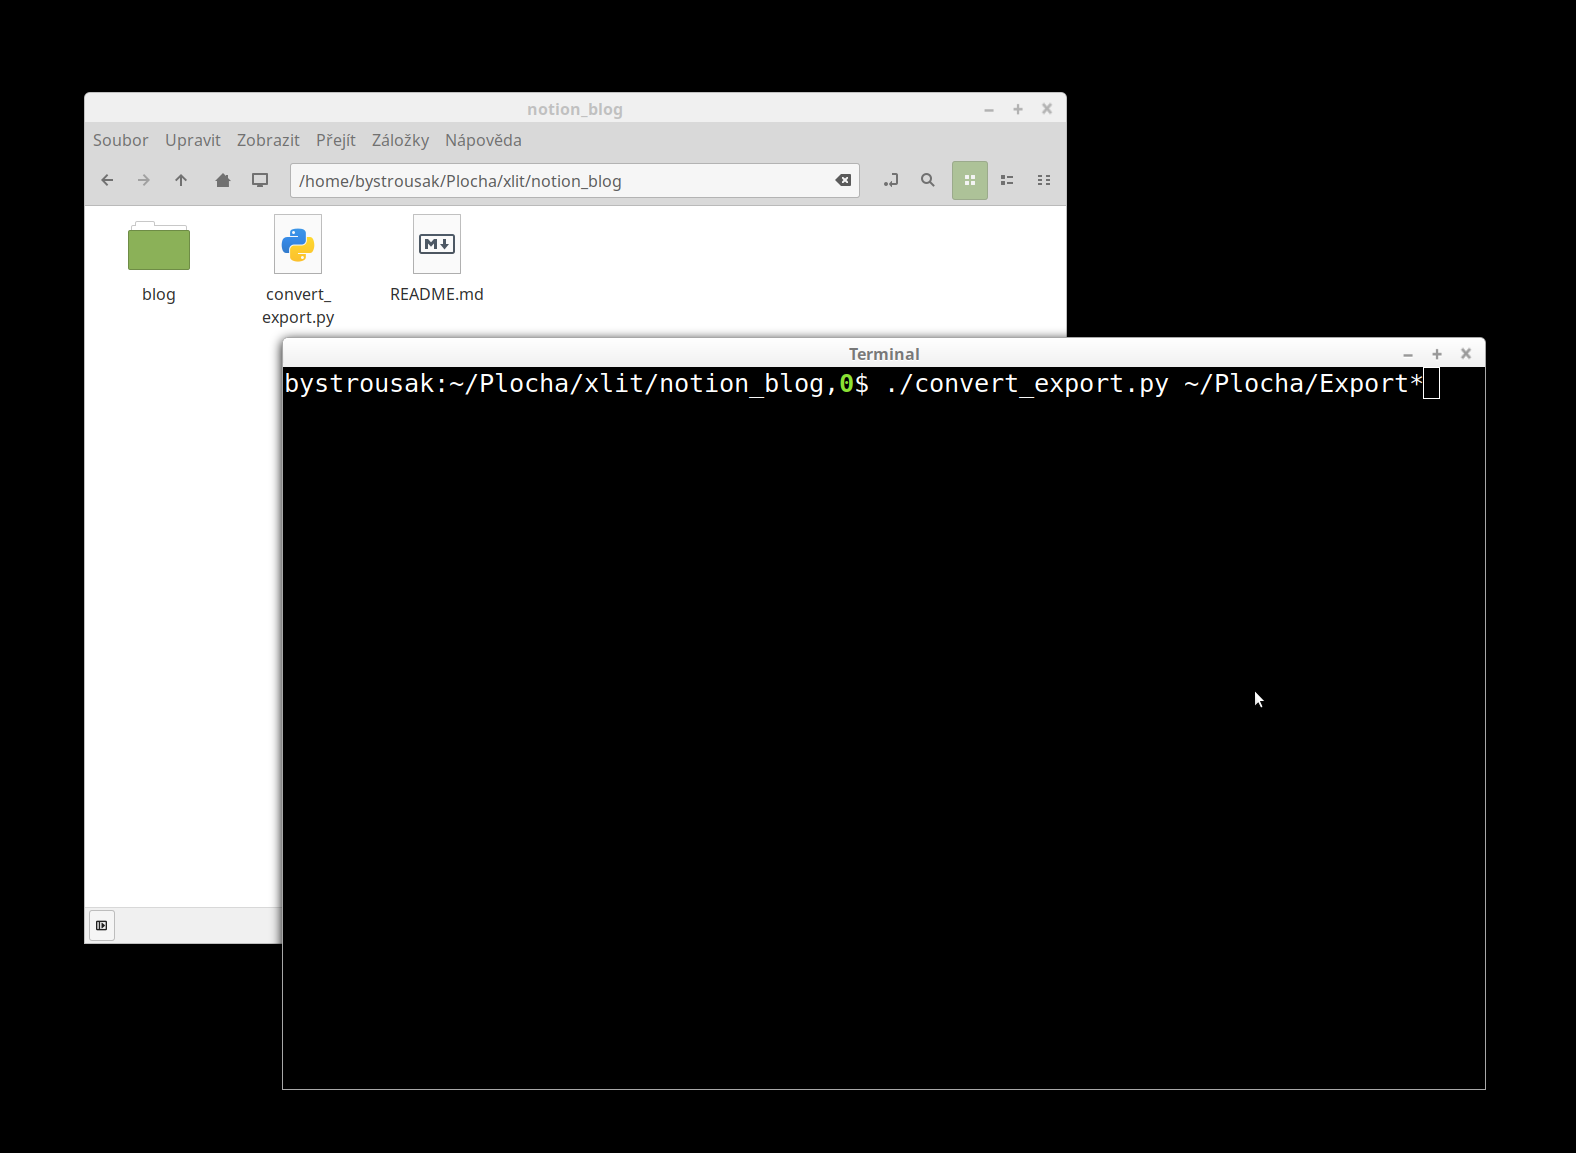 notion_blog
Soubor Upravit Zobrazit Přejít Záložky Nápověda
/home/bystrousak/Plocha/xlit/notion_blog
blog
convert_
export.py
README.md
Terminal
bystrousak:~/Plocha/xlit/notion_blog,0$ ./convert_export.py ~/Plocha/Export*